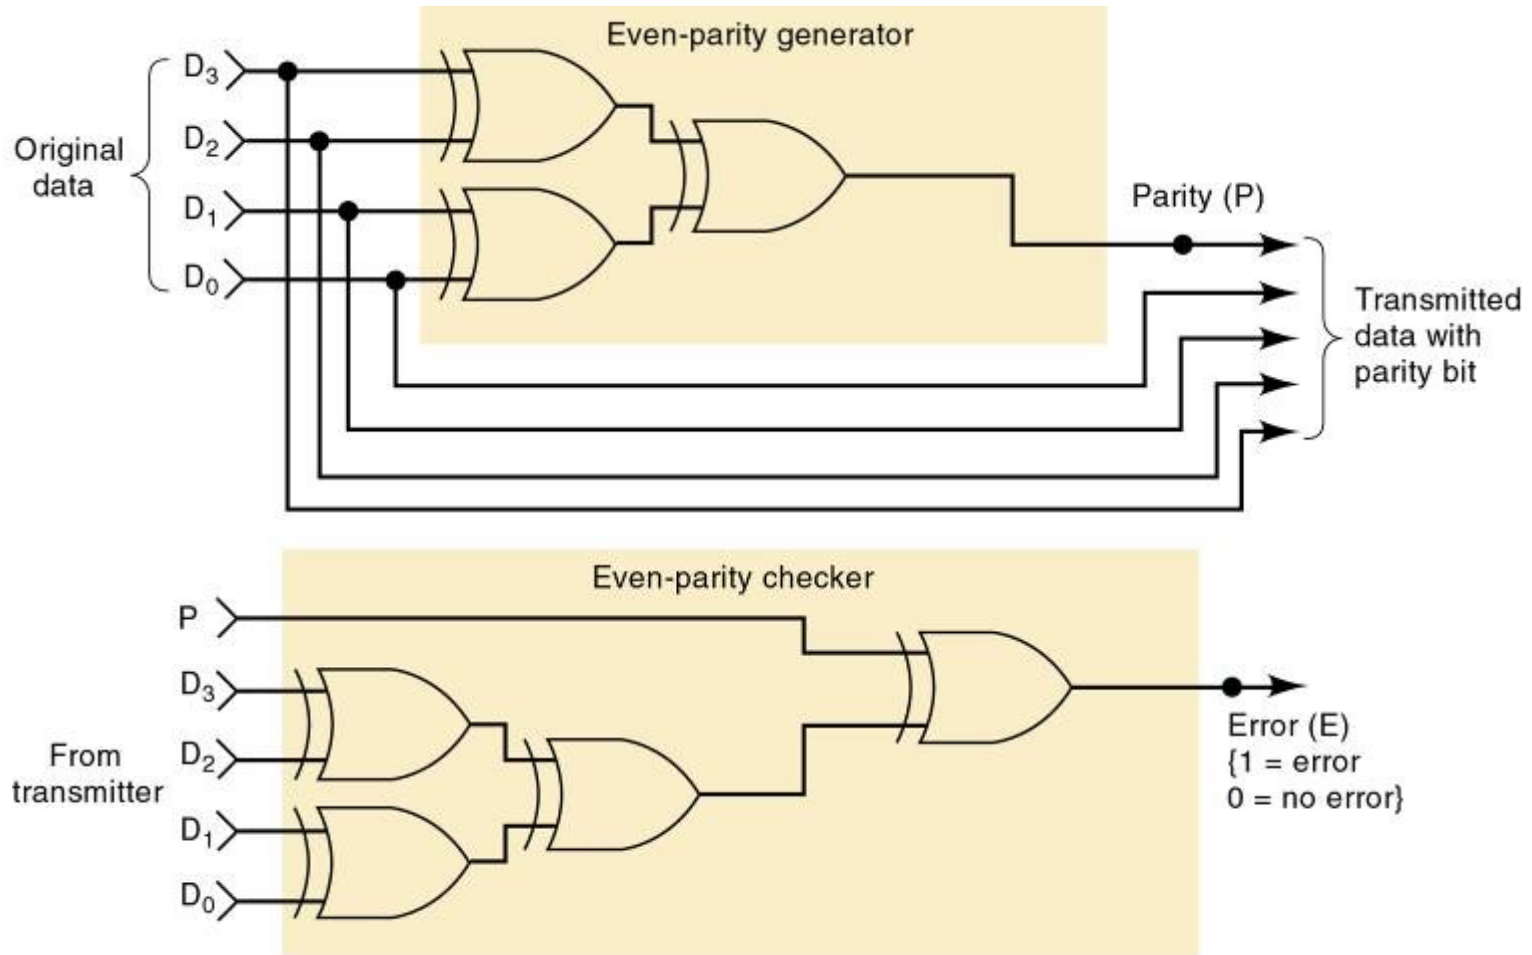 Even-parity generator
D₃
D₂
Original
data
D₁
D₀
Parity (P)
Transmitted
data with
parity bit
Even-parity checker
P
D₃
D₂
From
transmitter
D₁
D₀
Error (E)
{1 = error
0 = no error}